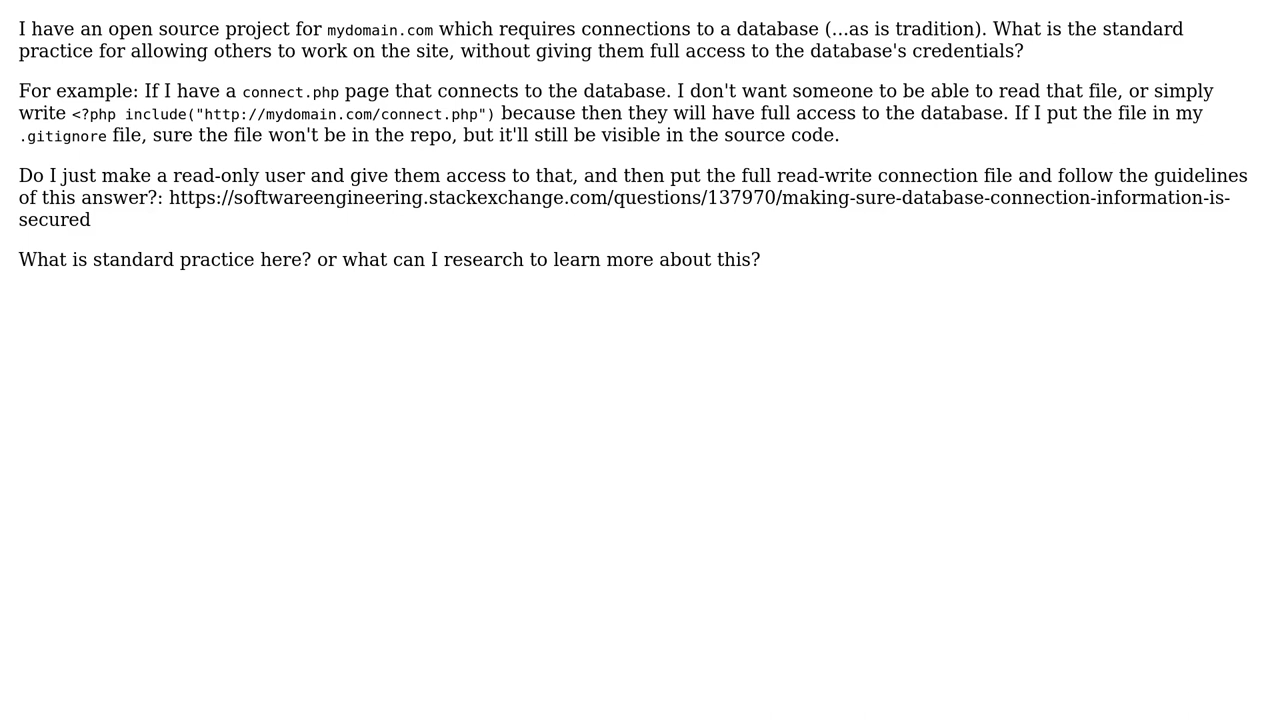 I have an open source project for mydomain.com which requires connections to a database (...as is tradition). What is the standard
practice for allowing others to work on the site, without giving them full access to the database's credentials?
For example: If I have a connect.php page that connects to the database. I don't want someone to be able to read that file, or simply
write <?php include("http://mydomain.com/connect.php") because then they will have full access to the database. If I put the file in my
.gitignore file, sure the file won't be in the repo, but it'll still be visible in the source code.
Do I just make a read-only user and give them access to that, and then put the full read-write connection file and follow the guidelines
of this answer?: https://softwareengineering.stackexchange.com/questions/137970/making-sure-database-connection-information-is-
secured
What is standard practice here? or what can I research to learn more about this?